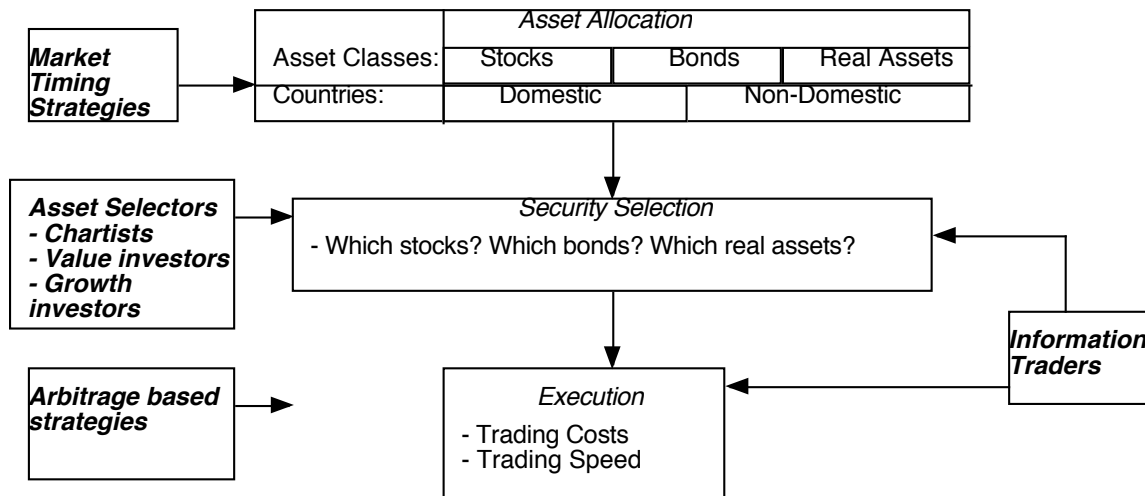 Asset Allocation
Market
Timing
Strategies
Asset Classes: Stocks Bonds Real Assets
Countries: Domestic Non-Domestic
Asset Selectors
- Chartists
- Value investors
- Growth
investors
Security Selection
- Which stocks? Which bonds? Which real assets?
Information
Traders
Arbitrage based
strategies
Execution
- Trading Costs
- Trading Speed